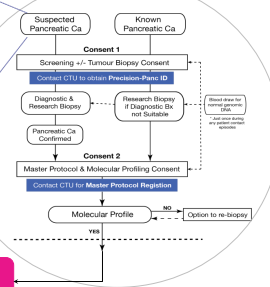 Suspected
Pancreatic Ca
Known
Pancreatic Ca
Consent 1
Screening +/- Tumour Biopsy Consent
Contact CTU to obtain Precision-Panc ID
Diagnostic &
Research Biopsy
Research Biopsy
if Diagnostic Bx
not Suitable
Blood draw for
normal genomic
DNA
* Just once during
any patient contact
episodes
Pancreatic Ca
Confirmed
Consent 2
Master Protocol & Molecular Profiling Consent
Contact CTU for Master Protocol Registion
Molecular Profile
NO
Option to re-biopsy
YES